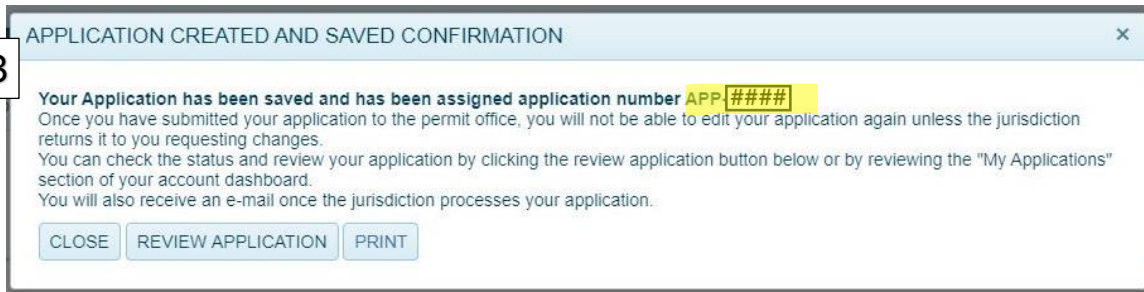 APPLICATION CREATED AND SAVED CONFIRMATION ×
3
Your Application has been saved and has been assigned application number APP-####
Once you have submitted your application to the permit office, you will not be able to edit your application again unless the jurisdiction
returns it to you requesting changes.
You can check the status and review your application by clicking the review application button below or by reviewing the "My Applications"
section of your account dashboard.
You will also receive an e-mail once the jurisdiction processes your application.
CLOSE REVIEW APPLICATION PRINT